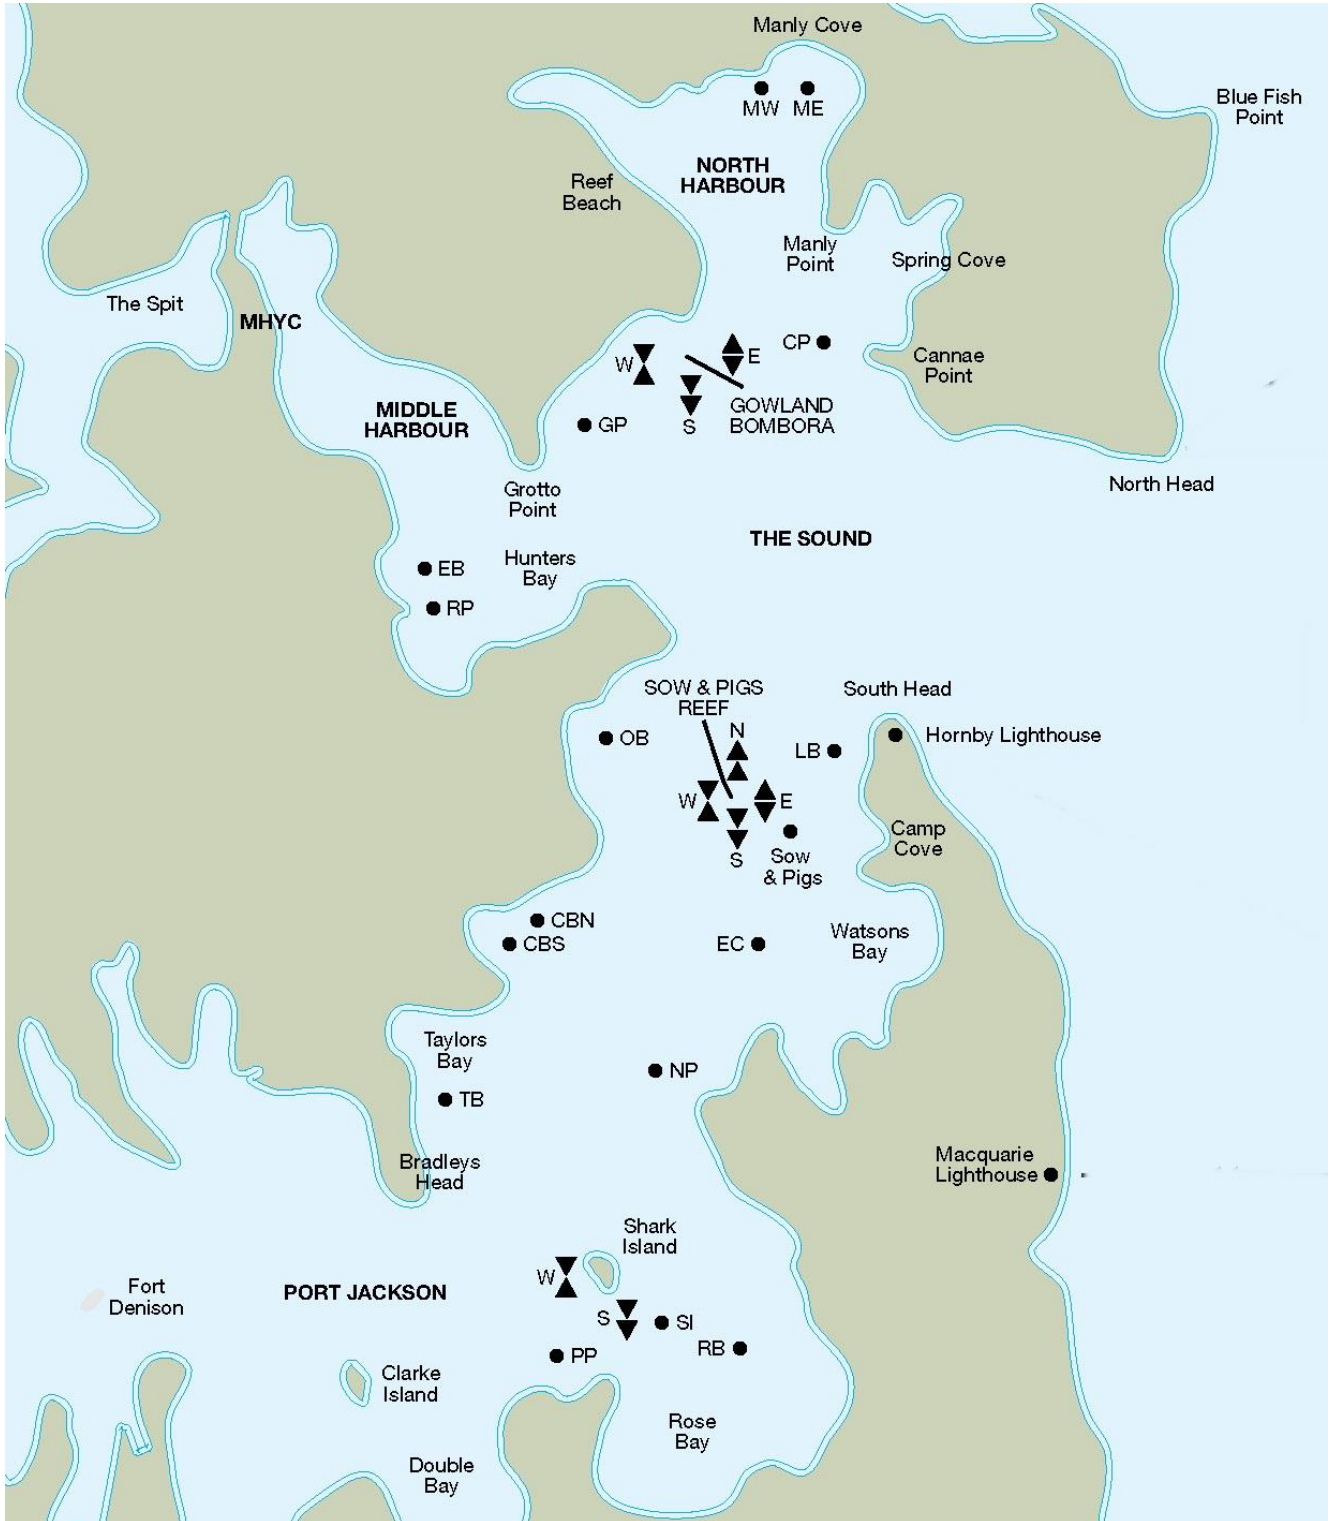 Manly Cove
Blue Fish
Point
MW
ME
NORTH
HARBOUR
Reef
Beach
Manly
Point
Spring Cove
The Spit
MHYC
W
E
CP
Cannae
Point
S
GOWLAND
BOMBORA
MIDDLE
HARBOUR
GP
North Head
Grotto
Point
THE SOUND
Hunters
Bay
EB
RP
SOW & PIGS
REEF
South Head
N
OB
LB
Hornby Lighthouse
W
E
S
Sow
& Pigs
Camp
Cove
CBN
CBS
EC
Watsons
Bay
Taylors
Bay
NP
TB
Bradleys
Head
Macquarie
Lighthouse
Shark
Island
W
Fort
Denison
PORT JACKSON
S
SI
RB
PP
Clarke
Island
Rose
Bay
Double
Bay